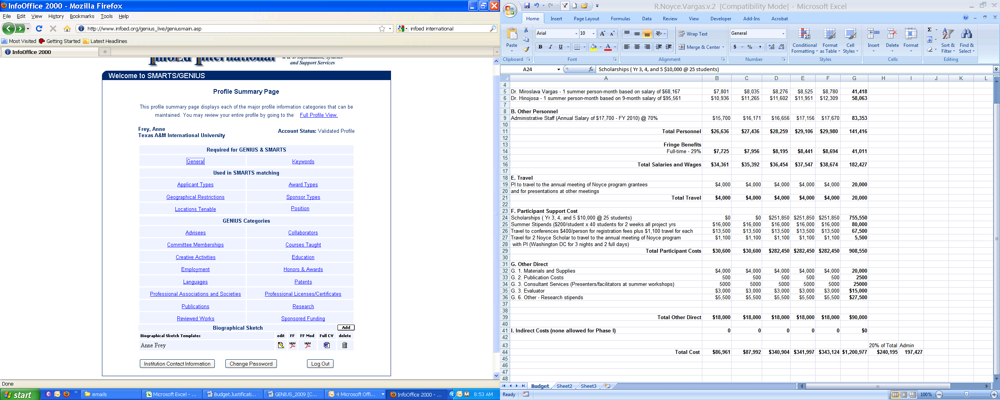 InfoOffice 2000 - Mozilla Firefox
File Edit View History Bookmarks Tools Help
http://www.infoed.org/genius_live/geniusmain.asp
infoed international
Most Visited Getting Started Latest Headlines
InfoOffice 2000
InfoEd International
and Support Services
Welcome to SMARTS/GENIUS
Profile Summary Page
This profile summary page displays each of the major profile information categories that can be
maintained. You may review your entire profile by going to the Full Profile View.
Frey, Anne
Texas A&M International University
Account Status: Validated Profile
Required for GENIUS & SMARTS
General Keywords
Used in SMARTS matching
Applicant Types Award Types
Geographical Restrictions Sponsor Types
Locations Tenable Position
GENIUS Categories
Advisees Collaborators
Committee Memberships Courses Taught
Creative Activities Education
Employment Honors & Awards
Languages Patents
Professional Associations and Societies Professional Licenses/Certificates
Publications Research
Reviewed Works Sponsored Funding
Biographical Sketch Add
Biographical Sketch Templates edit FF FF Mod Full CV delete
Anne Frey
Institution Contact Information Change Password Log Out
Done
start emails Microsoft Excel - ... Budget.Justificati... GENIUS_2009 [C... 4 Microsoft Offi... InfoOffice 2000 - ... 8:53 AM
R.Noyce.Vargas.v.2 [Compatibility Mode] - Microsoft Excel
Home Insert Page Layout Formulas Data Review View Developer Add-Ins Acrobat
Paste Arial 10 Wrap Text Merge & Center General $ % , Conditional Formatting Format as Table Cell Styles Insert Delete Format Sort & Filter Find & Select
Clipboard Font Alignment Number Styles Cells Editing
A24 fx Scholarships ( Yr 3, 4, and 5 $10,000 @ 25 students)
A B C D E F G H I J K L
4
5 Dr. Miroslava Vargas - 1 summer person-month based on salary of $68,167 $7,801 $8,035 $8,276 $8,525 $8,780 41,418
6 Dr. Hinojosa - 1 summer person-month based on 9-month salary of $95,561 $10,936 $11,265 $11,602 $11,951 $12,309 58,063
7
8 B. Other Personnel
9 Administrative Staff (Annual Salary of $17,700 - FY 2010) @ 70% $15,700 $16,171 $16,656 $17,156 $17,670 83,353
10
11 Total Personnel $26,636 $27,436 $28,259 $29,106 $29,980 141,416
12
13 Fringe Benefits
14 Full-time - 29% $7,725 $7,956 $8,195 $8,441 $8,694 41,011
15
16 Total Salaries and Wages $34,361 $35,392 $36,454 $37,547 $38,674 182,427
17
18 E. Travel
19 PI to travel to the annual meeting of Noyce program grantees $4,000 $4,000 $4,000 $4,000 $4,000 20,000
20 and for presentations at other meetings
21 Total Travel $4,000 $4,000 $4,000 $4,000 $4,000 20,000
22
23 F. Participant Support Cost
24 Scholarships ( Yr 3, 4, and 5 $10,000 @ 25 students) $0 $0 $251,850 $251,850 $251,850 755,550
25 Summer Stipends ($200/student x 40 students for 2 weeks all project yrs $16,000 $16,000 $16,000 $16,000 $16,000 80,000
26 Travel to conferences $400/person for registration fees plus $1,100 travel for each $13,500 $13,500 $13,500 $13,500 $13,500 67,500
27 Travel for 2 Noyce Scholar to travel to the annual meeting of Noyce program $1,100 $1,100 $1,100 $1,100 $1,100 5,500
28 with PI (Washington DC for 3 nights and 2 full days)
29 Total Participant Costs $30,600 $30,600 $282,450 $282,450 $282,450 908,550
30
31 G. Other Direct
32 G. 1. Materials and Supplies $4,000 $4,000 $4,000 $4,000 $4,000 20,000
33 G. 2. Publication Costs 500 500 500 500 500 2500
34 G. 3. Consultant Services (Presenters/facilitators at summer workshops) 5000 5000 5000 5000 5000 25000
35 G. 3. Evaluator $3,000 $3,000 $3,000 $3,000 $3,000 $15,000
36 G. 6. Other - Research stipends $5,500 $5,500 $5,500 $5,500 $5,500 $27,500
37
38
39 Total Other Direct $18,000 $18,000 $18,000 $18,000 $18,000 $90,000
40
41 I. Indirect Costs (none allowed for Phase I) 0 0 0 0 0 $0
42
43 20% of Total Admin
44 Total Cost $86,961 $87,992 $340,904 $341,997 $343,124 $1,200,977 $240,195 197,427
45
46
47
48
Budget Sheet2 Sheet3
Ready 100%